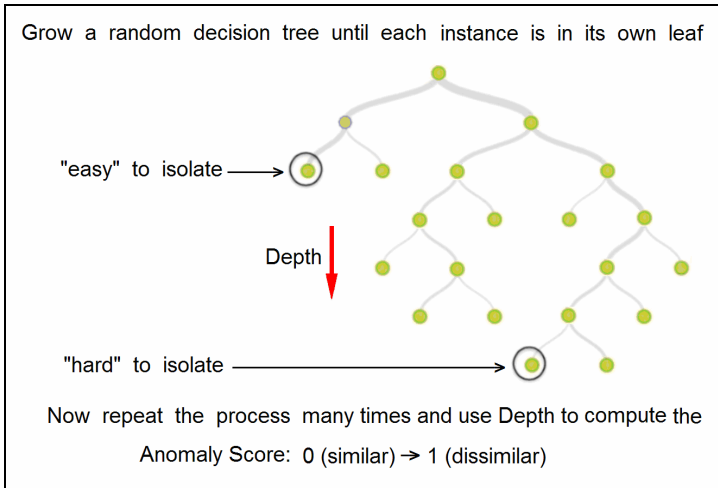 Grow a random decision tree until each instance is in its own leaf
"easy" to isolate
Depth
"hard" to isolate
Now repeat the process many times and use Depth to compute the
Anomaly Score: 0 (similar) → 1 (dissimilar)